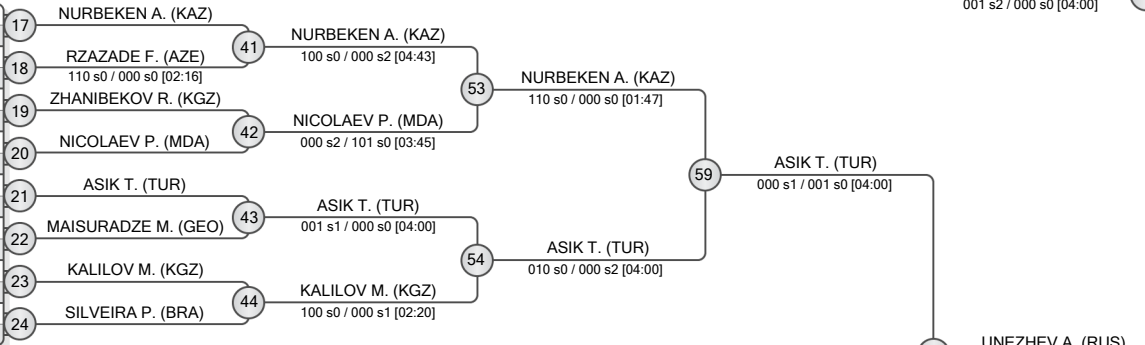 001 s2 / 000 s0 [04:00]
17
NURBEKEN A. (KAZ)
18
RZAZADE F. (AZE)
110 s0 / 000 s0 [02:16]
41
NURBEKEN A. (KAZ)
100 s0 / 000 s2 [04:43]
19
ZHANIBEKOV R. (KGZ)
20
NICOLAEV P. (MDA)
42
NICOLAEV P. (MDA)
000 s2 / 101 s0 [03:45]
53
NURBEKEN A. (KAZ)
110 s0 / 000 s0 [01:47]
21
ASIK T. (TUR)
22
MAISURADZE M. (GEO)
43
ASIK T. (TUR)
001 s1 / 000 s0 [04:00]
23
KALILOV M. (KGZ)
24
SILVEIRA P. (BRA)
44
KALILOV M. (KGZ)
100 s0 / 000 s1 [02:20]
54
ASIK T. (TUR)
010 s0 / 000 s2 [04:00]
59
ASIK T. (TUR)
000 s1 / 001 s0 [04:00]
UNEZHEV A. (RUS)